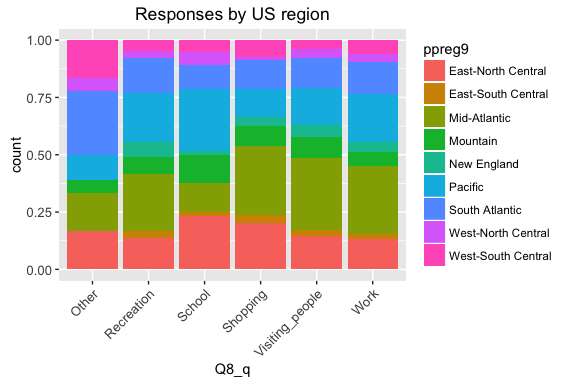 Responses by US region
count
1.00
0.75
0.50
0.25
0.00
Other
Recreation
School
Shopping
Visiting_people
Work
Q8_q
ppreg9
East-North Central
East-South Central
Mid-Atlantic
Mountain
New England
Pacific
South Atlantic
West-North Central
West-South Central